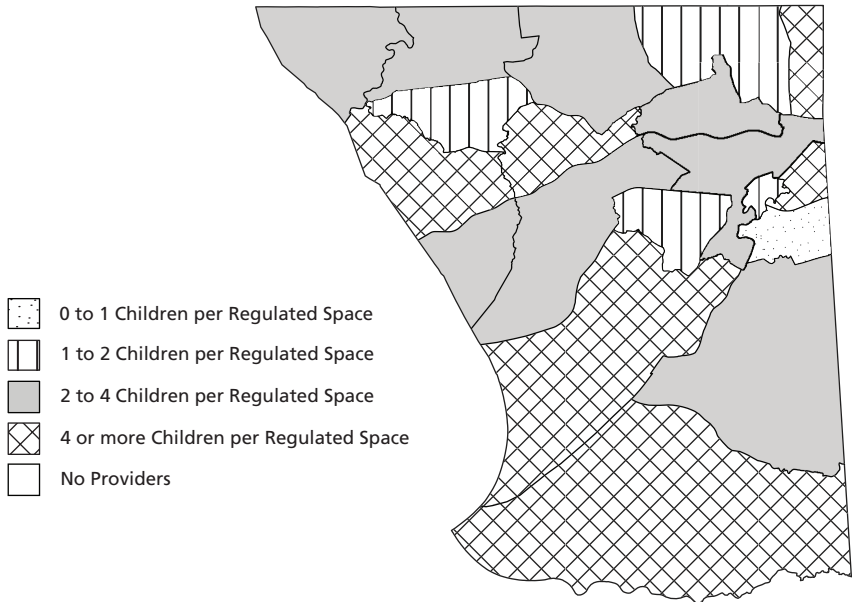 0 to 1 Children per Regulated Space
1 to 2 Children per Regulated Space
2 to 4 Children per Regulated Space
4 or more Children per Regulated Space
No Providers